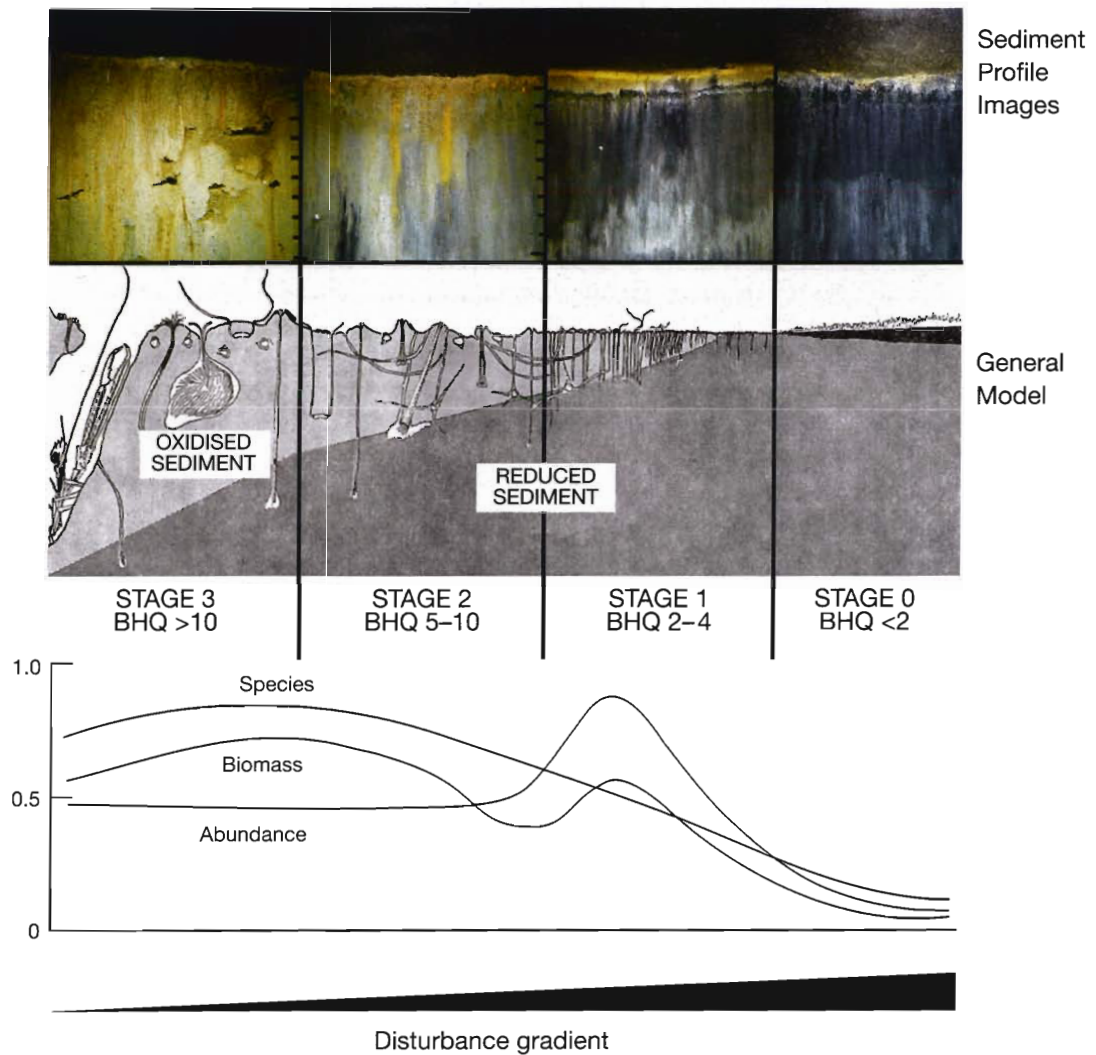 Sediment
Profile
Images
General
Model
OXIDISED
SEDIMENT
REDUCED
SEDIMENT
STAGE 3
BHQ >10
STAGE 2
BHQ 5–10
STAGE 1
BHQ 2–4
STAGE 0
BHQ <2
1.0
Species
Biomass
0.5
Abundance
0
Disturbance gradient